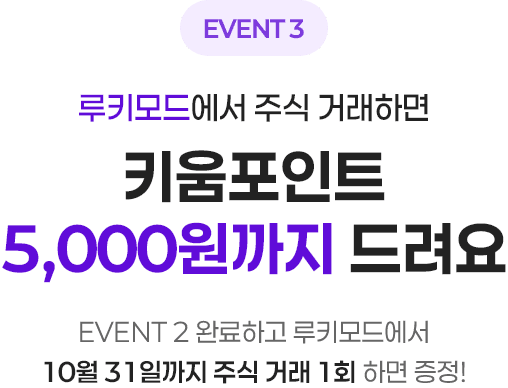 EVENT 3
루키모드에서 주식 거래하면
키움포인트
5,000원까지 드려요
EVENT 2 완료하고 루키모드에서
10월 31일까지 주식 거래 1회 하면 증정!